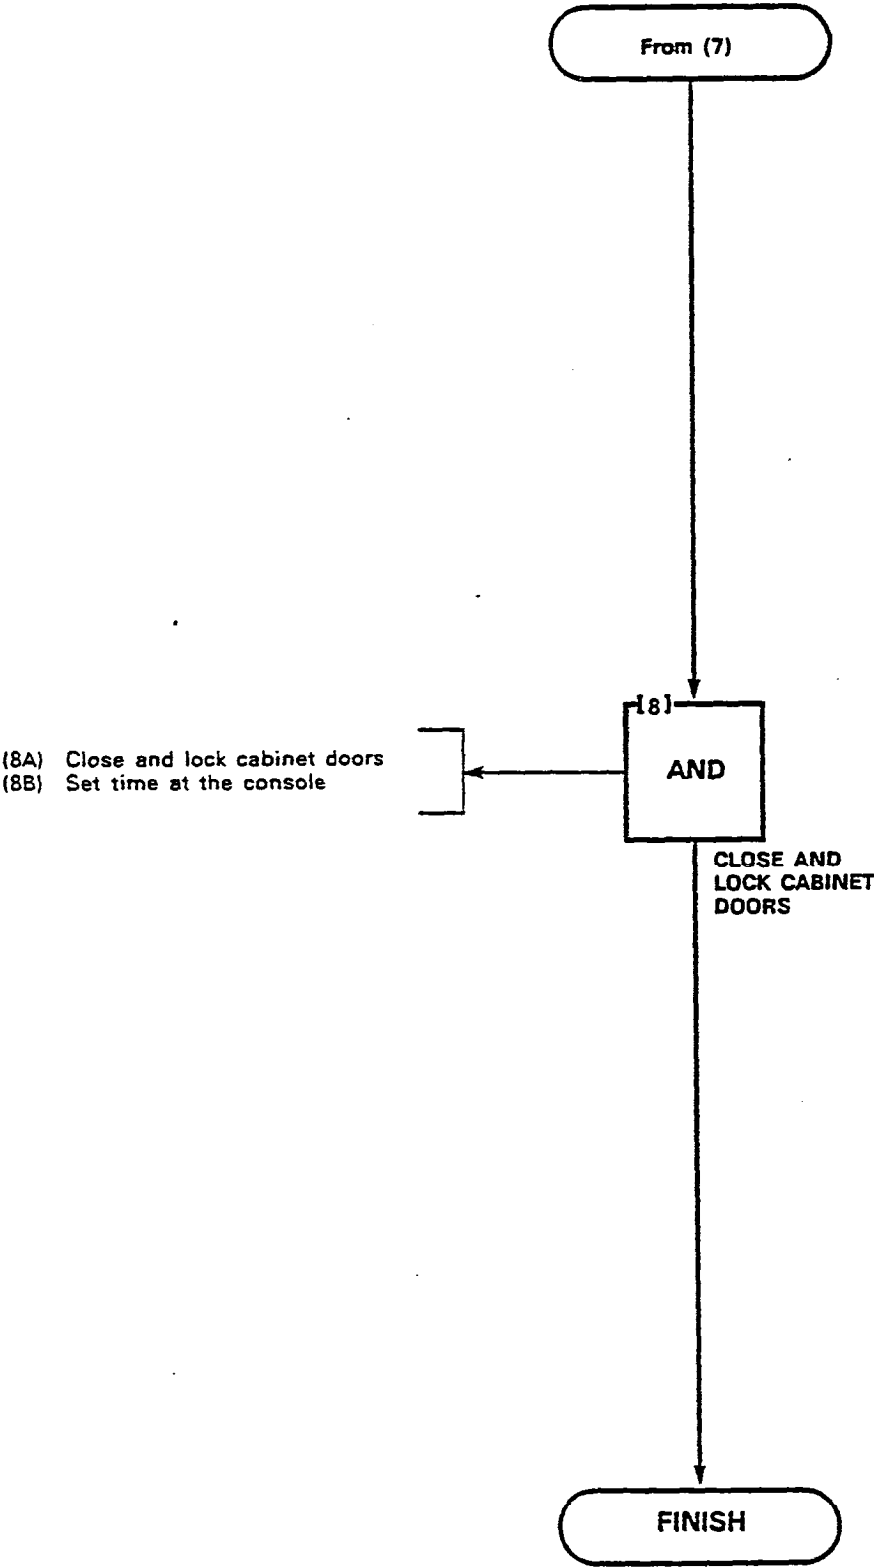 From (7)
[8]
AND
(8A) Close and lock cabinet doors
(8B) Set time at the console
CLOSE AND
LOCK CABINET
DOORS
FINISH